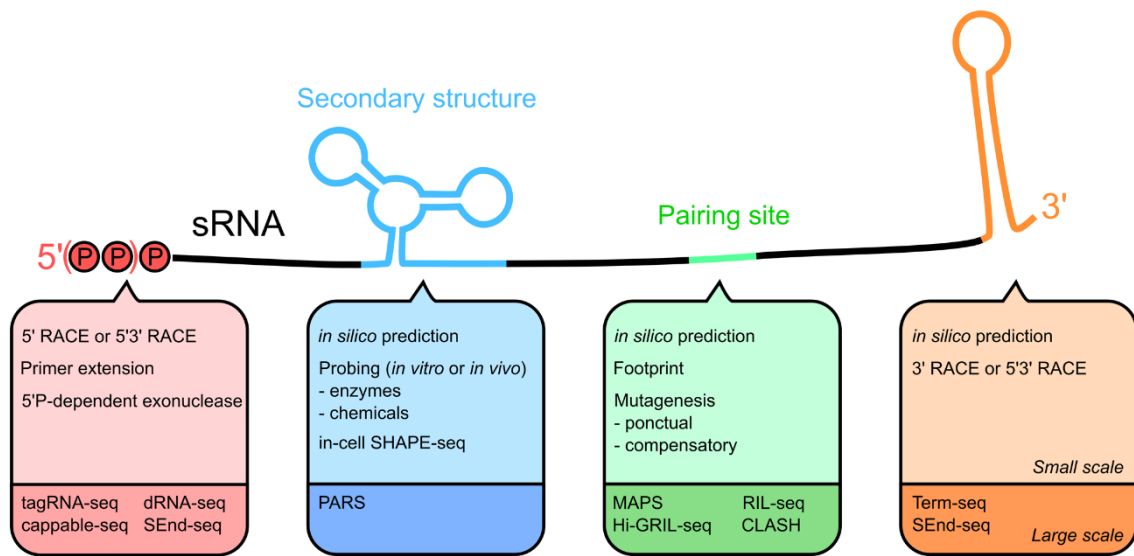 Secondary structure
sRNA
Pairing site
5'(P P) P
3'
5' RACE or 5'3' RACE
Primer extension
5'P-dependent exonuclease
tagRNA-seq dRNA-seq
cappable-seq SEnd-seq
in silico prediction
Probing (in vitro or in vivo)
- enzymes
- chemicals
in-cell SHAPE-seq
PARS
in silico prediction
Footprint
Mutagenesis
- ponctual
- compensatory
MAPS RIL-seq
Hi-GRIL-seq CLASH
in silico prediction
3' RACE or 5'3' RACE
Small scale
Term-seq
SEnd-seq
Large scale